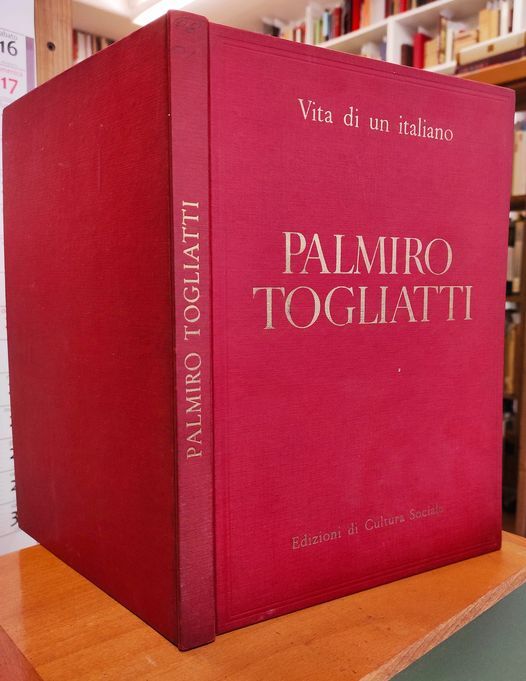 16
17
Vita di un italiano
PALMIRO
TOGLIATTI
Edizioni di Cultura Sociale
PALMIRO TOGLIATTI